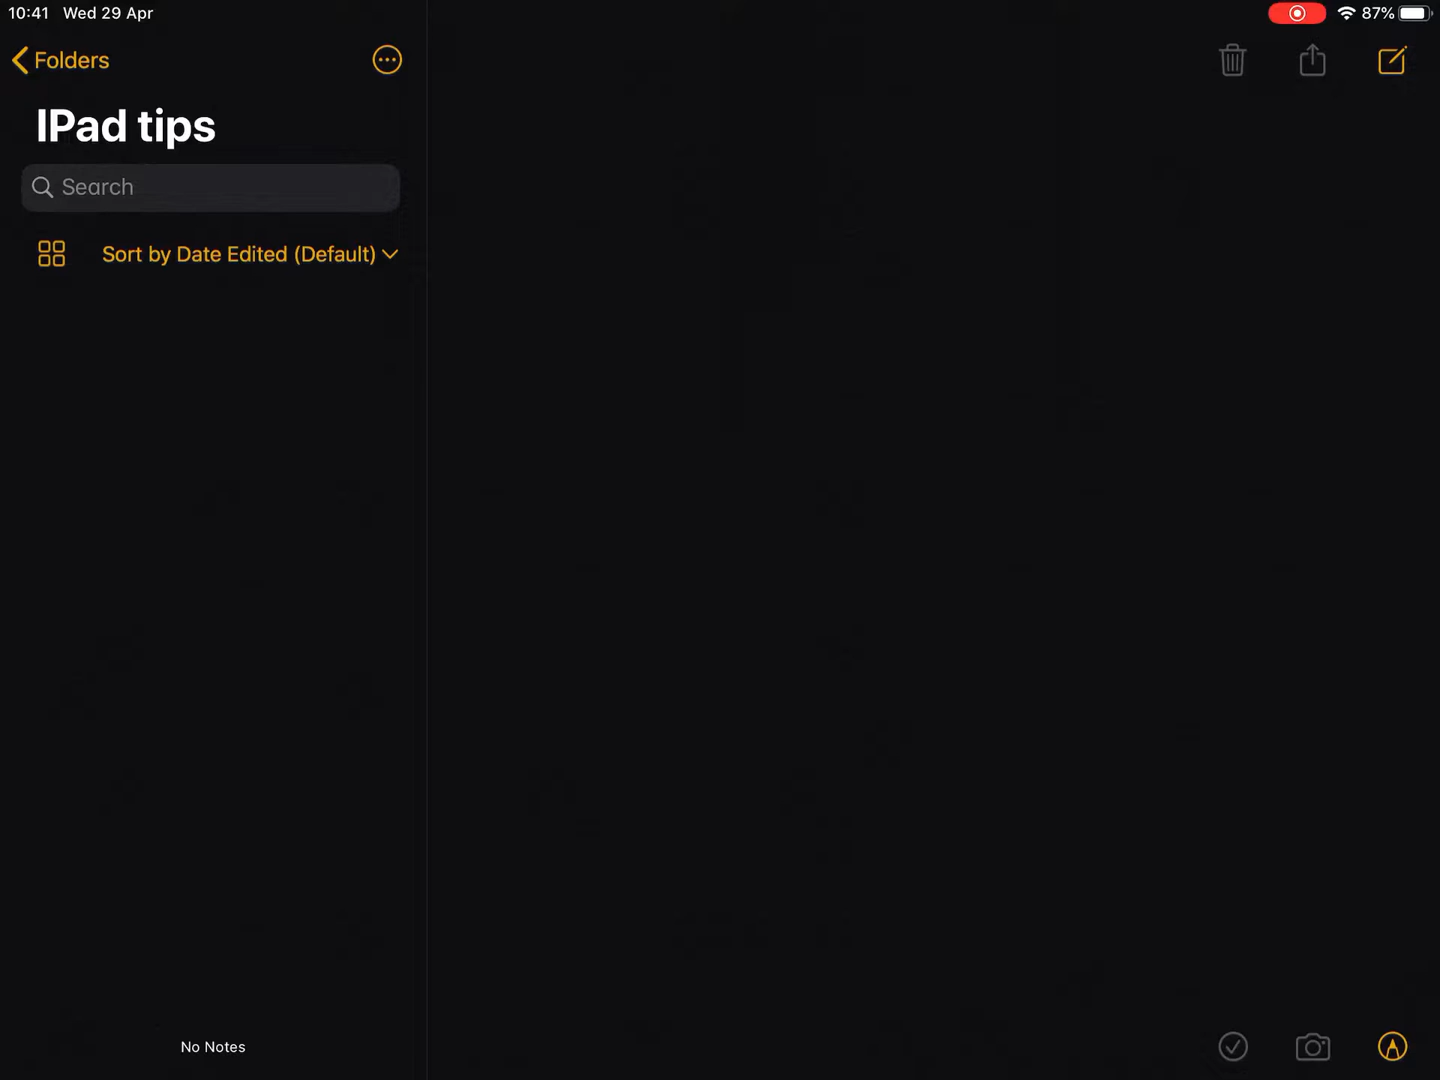 10:41 Wed 29 Apr 87%
Folders
IPad tips
Search
Sort by Date Edited (Default)
No Notes